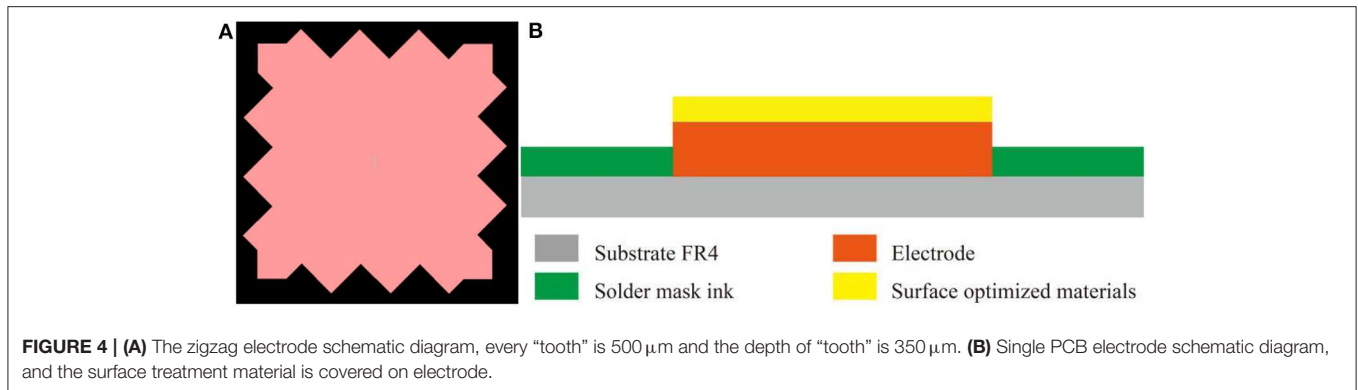 A B
Substrate FR4 Electrode
Solder mask ink Surface optimized materials
FIGURE 4 | (A) The zigzag electrode schematic diagram, every “tooth” is 500 μm and the depth of “tooth” is 350 μm. (B) Single PCB electrode schematic diagram,
and the surface treatment material is covered on electrode.